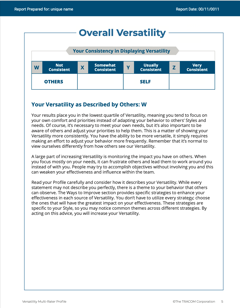 Report Prepared for: unique name
Report Date: 00/11/0011
Overall Versatility
Your Consistency in Displaying Versatility
W Not Consistent X Somewhat Consistent Y Usually Consistent Z Very Consistent
OTHERS SELF
Your Versatility as Described by Others: W
Your results place you in the lowest quartile of Versatility, meaning you tend to focus on
your own comfort and priorities instead of adapting your behavior to others' Styles and
needs. Of course, it's necessary to meet your own needs, but it's also important to be
aware of others and adjust your priorities to help them. This is a matter of showing your
Versatility more consistently. You have the ability to be more versatile, it simply requires
making an effort to adjust your behavior more frequently. Remember that it's normal to
view ourselves differently from how others see our Versatility.
A large part of increasing Versatility is monitoring the impact you have on others. When
you focus mostly on your needs, it can frustrate others and lead them to work around you
instead of with you. People may try to accomplish objectives without involving you and this
can weaken your effectiveness and influence within the team.
Read your Profile carefully and consider how it describes your Versatility. While every
statement may not describe you perfectly, there is a theme to your behavior that others
can observe. The Ways to Improve section provides specific strategies to enhance your
effectiveness in each source of Versatility. You don't have to utilize every strategy; choose
the ones that will have the greatest impact on your effectiveness. These strategies are
specific to your Style, so you may notice common themes across different strategies. By
acting on this advice, you will increase your Versatility.
Versatility Multi-Rater Profile
©The TRACOM Corporation